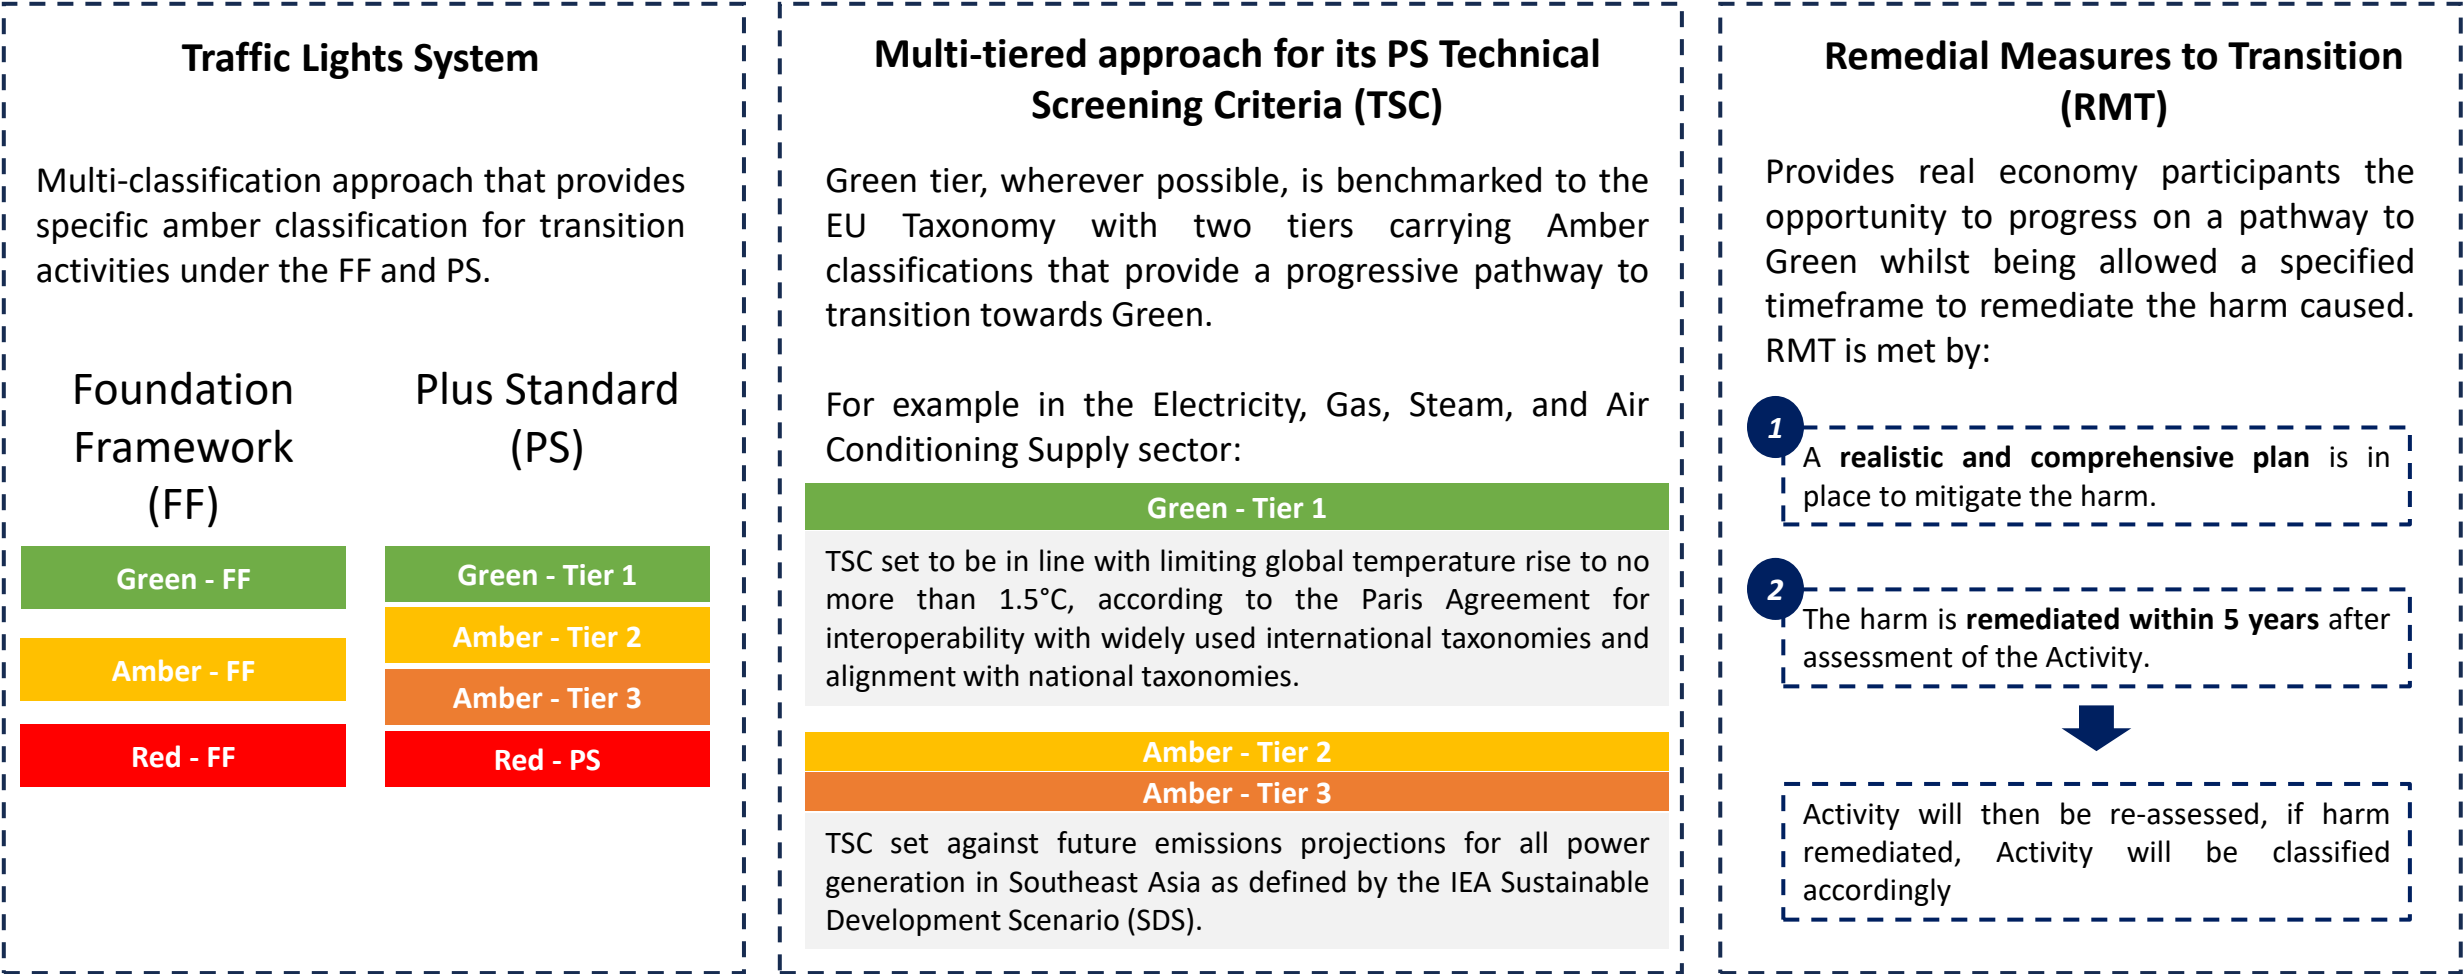 Traffic Lights System
Multi-classification approach that provides
specific amber classification for transition
activities under the FF and PS.
Foundation
Framework
(FF)
Green - FF
Amber - FF
Red - FF
Plus Standard
(PS)
Green - Tier 1
Amber - Tier 2
Amber - Tier 3
Red - PS
Multi-tiered approach for its PS Technical
Screening Criteria (TSC)
Green tier, wherever possible, is benchmarked to the
EU Taxonomy with two tiers carrying Amber
classifications that provide a progressive pathway to
transition towards Green.
For example in the Electricity, Gas, Steam, and Air
Conditioning Supply sector:
Green - Tier 1
TSC set to be in line with limiting global temperature rise to no
more than 1.5°C, according to the Paris Agreement for
interoperability with widely used international taxonomies and
alignment with national taxonomies.
Amber - Tier 2
Amber - Tier 3
TSC set against future emissions projections for all power
generation in Southeast Asia as defined by the IEA Sustainable
Development Scenario (SDS).
Remedial Measures to Transition
(RMT)
Provides real economy participants the
opportunity to progress on a pathway to
Green whilst being allowed a specified
timeframe to remediate the harm caused.
RMT is met by:
1
A realistic and comprehensive plan is in
place to mitigate the harm.
2
The harm is remediated within 5 years after
assessment of the Activity.
Activity will then be re-assessed, if harm
remediated, Activity will be classified
accordingly